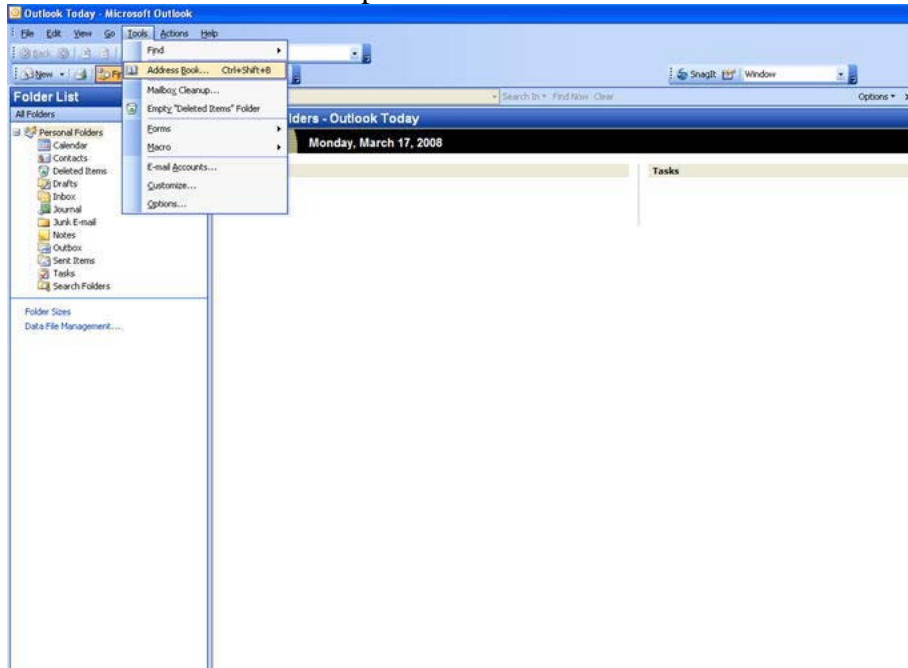 Outlook Today - Microsoft Outlook
File Edit View Go Tools Actions Help
Back
New
Find
Address Book... Ctrl+Shift+B
Mailbox Cleanup...
Empty "Deleted Items" Folder
Forms
Macro
E-mail Accounts...
Customize...
Options...
SnagIt Window
Search In Find Now Clear
Options
Folder List
All Folders
Personal Folders
Calendar
Contacts
Deleted Items
Drafts
Inbox
Journal
Junk E-mail
Notes
Outbox
Sent Items
Tasks
Search Folders
Folder Sizes
Data File Management...
- Outlook Today
Monday, March 17, 2008
Tasks